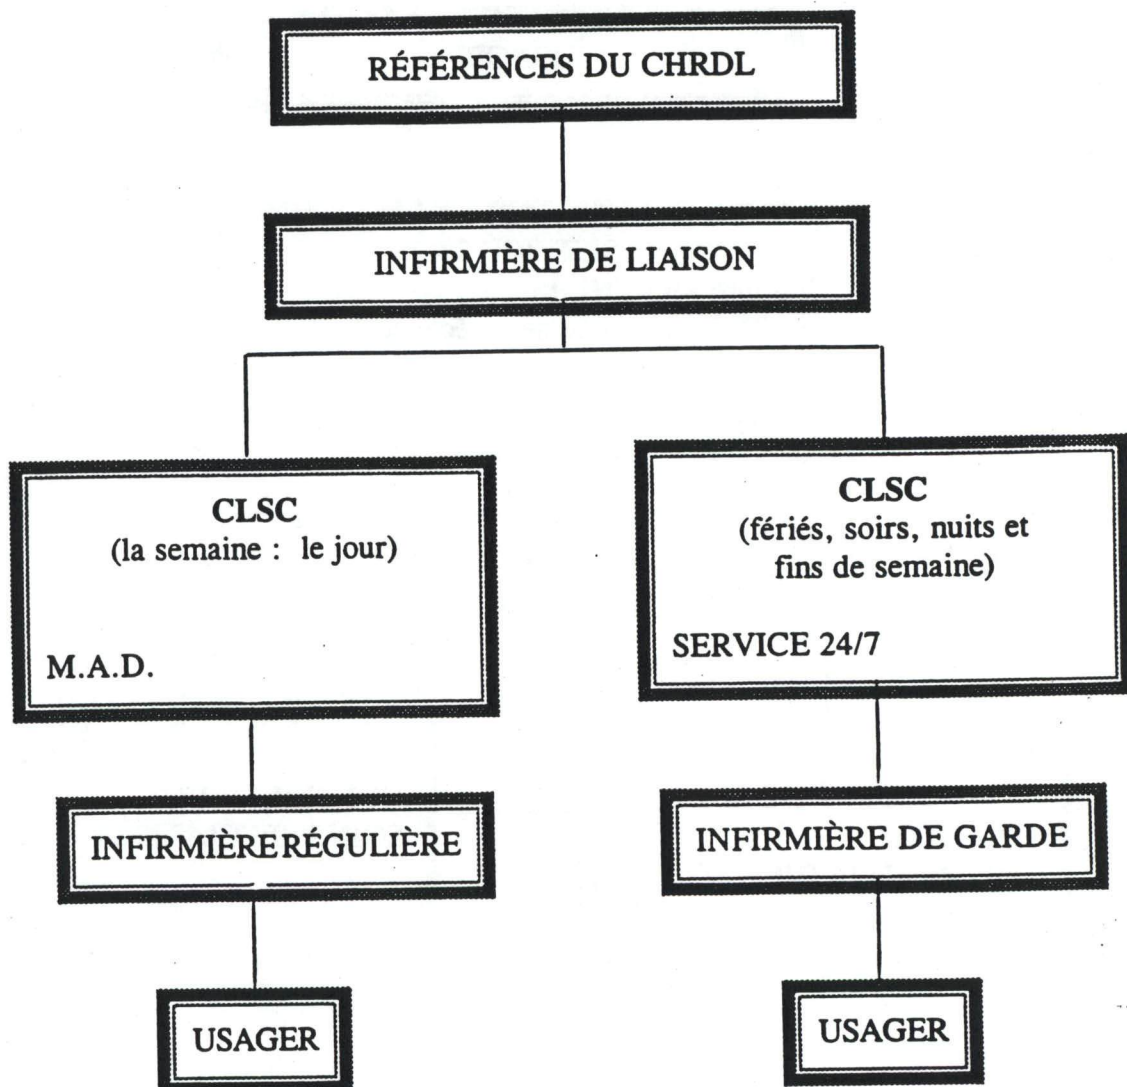 RÉFÉRENCES DU CHRDL
INFIRMIÈRE DE LIAISON
CLSC
(la semaine : le jour)
M.A.D.
CLSC
(fériés, soirs, nuits et
fins de semaine)
SERVICE 24/7
INFIRMIÈRE RÉGULIÈRE
INFIRMIÈRE DE GARDE
USAGER
USAGER